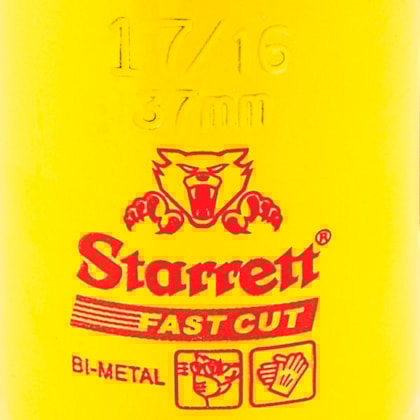 1 7/16
37mm
Starrett®
FAST CUT
BI-METAL